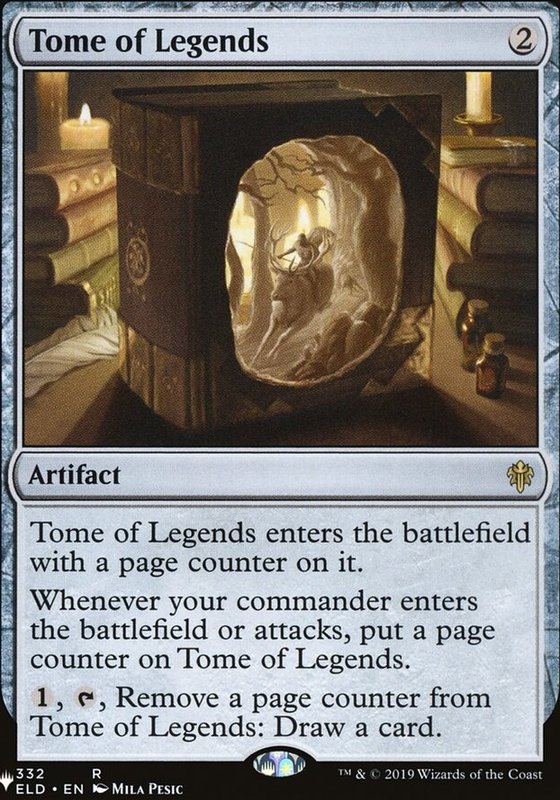 Tome of Legends 2
Artifact
Tome of Legends enters the battlefield
with a page counter on it.
Whenever your commander enters
the battlefield or attacks, put a page
counter on Tome of Legends.
1, , Remove a page counter from
Tome of Legends: Draw a card.
332 R
ELD • EN Mila Pesic
™ & © 2019 Wizards of the Coast